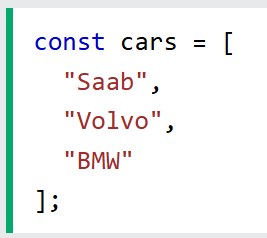 const cars = [
  "Saab",
  "Volvo",
  "BMW"
];